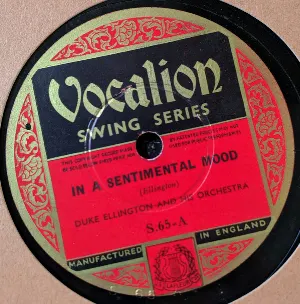 Vocalion
SWING SERIES
IN A SENTIMENTAL MOOD
(Ellington)
DUKE ELLINGTON AND HIS ORCHESTRA
S.65-A
MANUFACTURED IN ENGLAND